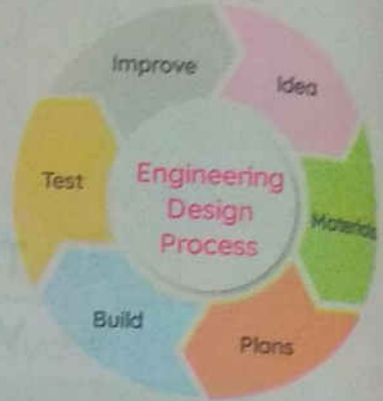 Engineering
Design
Process
Idea
Materials
Plans
Build
Test
Improve